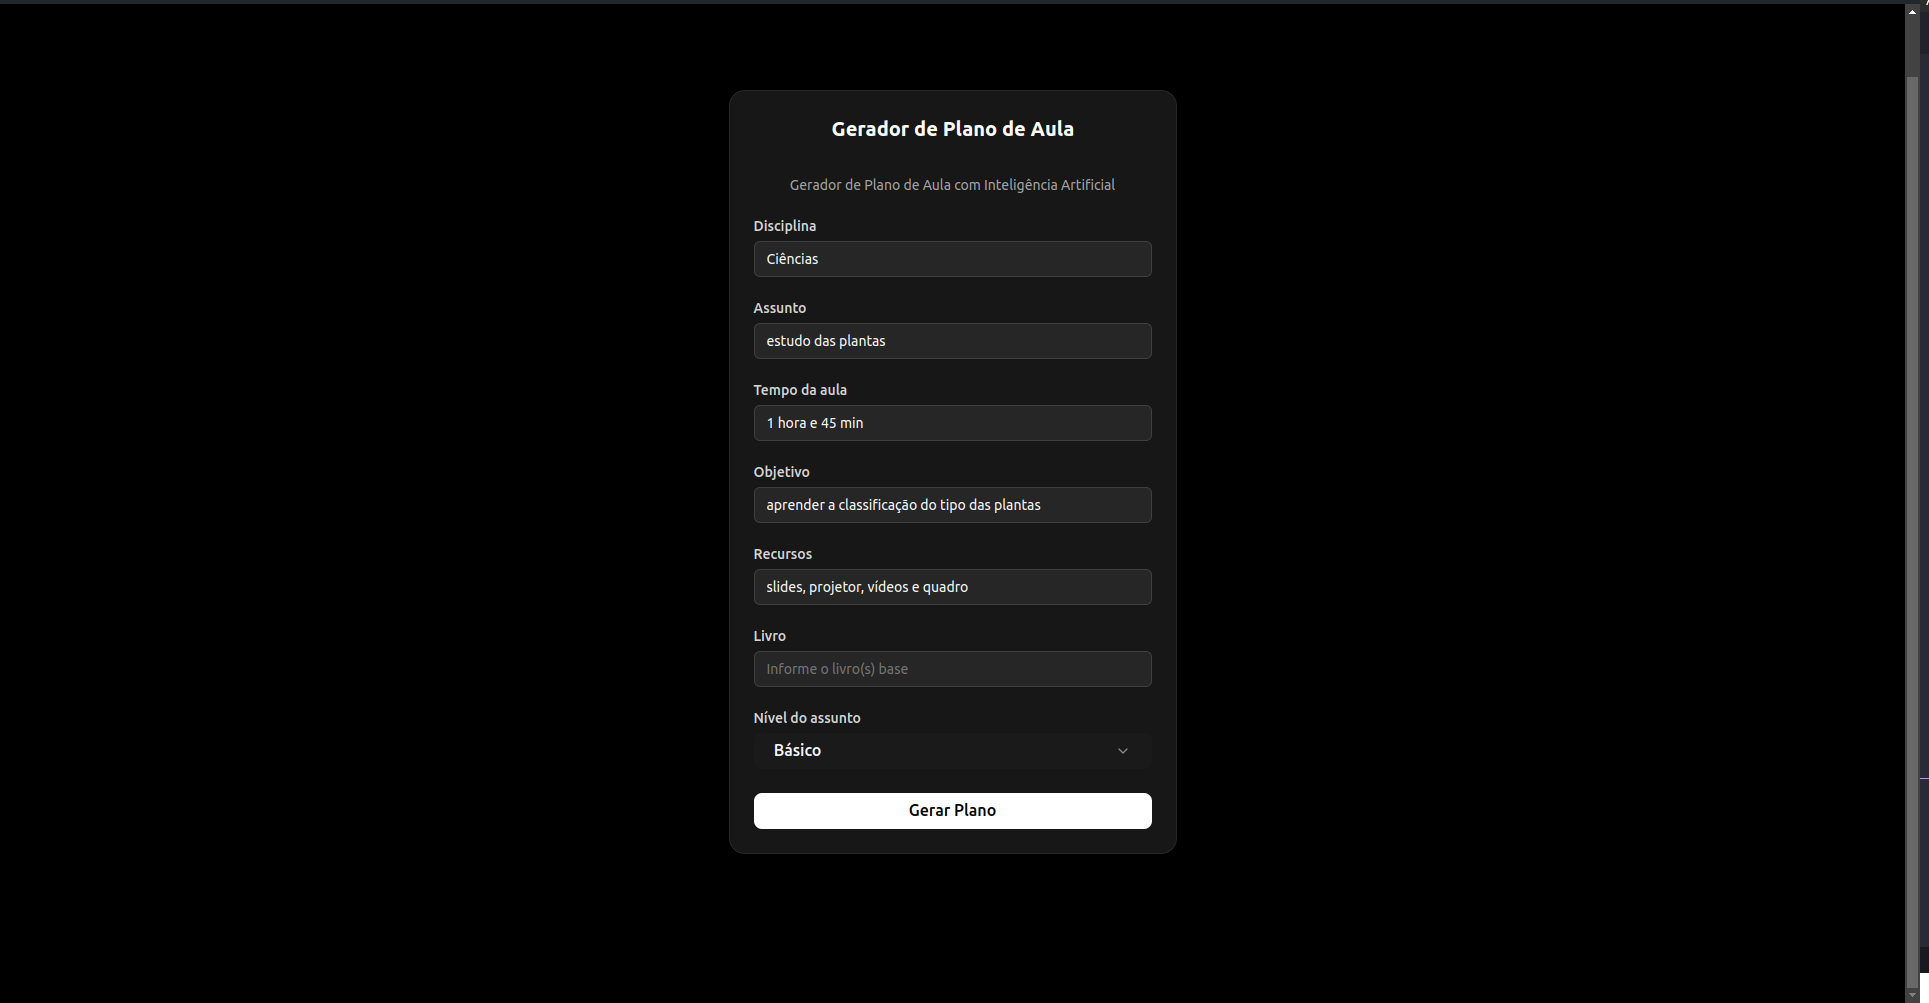 Gerador de Plano de Aula
Gerador de Plano de Aula com Inteligência Artificial
Disciplina
Ciências
Assunto
estudo das plantas
Tempo da aula
1 hora e 45 min
Objetivo
aprender a classificação do tipo das plantas
Recursos
slides, projetor, vídeos e quadro
Livro
Informe o livro(s) base
Nível do assunto
Básico
Gerar Plano